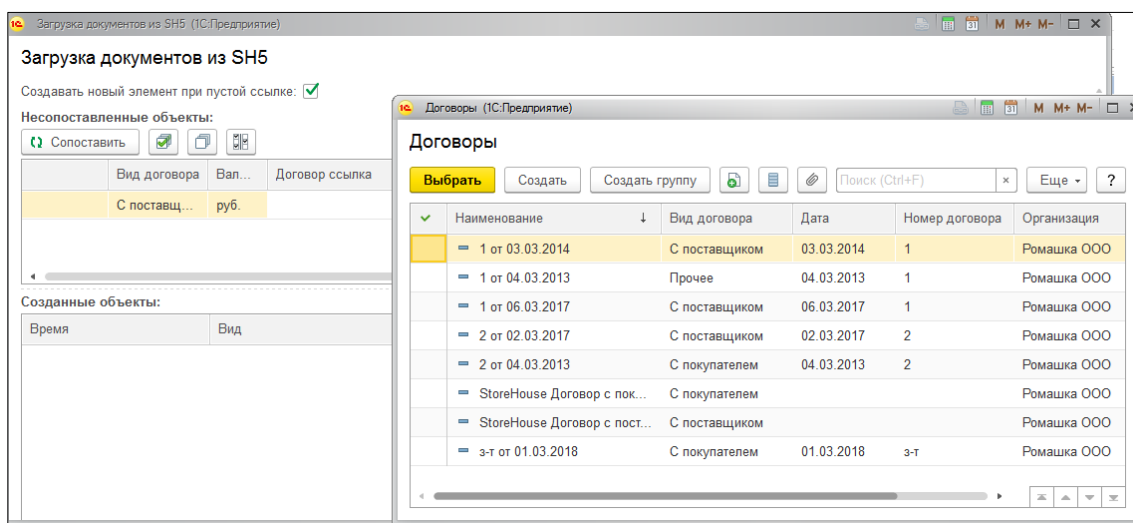 Загрузка документов из SH5 (1С:Предприятие)
31 M M+ M-
Загрузка документов из SH5
Создавать новый элемент при пустой ссылке:
Несопоставленные объекты:
Сопоставить
Вид договора Вал... Договор ссылка
С поставщ... руб.
Созданные объекты:
Время Вид
Договоры (1С:Предприятие)
31 M M+ M-
Договоры
Выбрать Создать Создать группу Поиск (Ctrl+F) × Еще ?
Наименование ↓ Вид договора Дата Номер договора Организация
1 от 03.03.2014 С поставщиком 03.03.2014 1 Ромашка ООО
1 от 04.03.2013 Прочее 04.03.2013 1 Ромашка ООО
1 от 06.03.2017 С поставщиком 06.03.2017 1 Ромашка ООО
2 от 02.03.2017 С поставщиком 02.03.2017 2 Ромашка ООО
2 от 04.03.2013 С покупателем 04.03.2013 2 Ромашка ООО
StoreHouse Договор с пок... С покупателем Ромашка ООО
StoreHouse Договор с пост... С поставщиком Ромашка ООО
з-т от 01.03.2018 С покупателем 01.03.2018 з-т Ромашка ООО